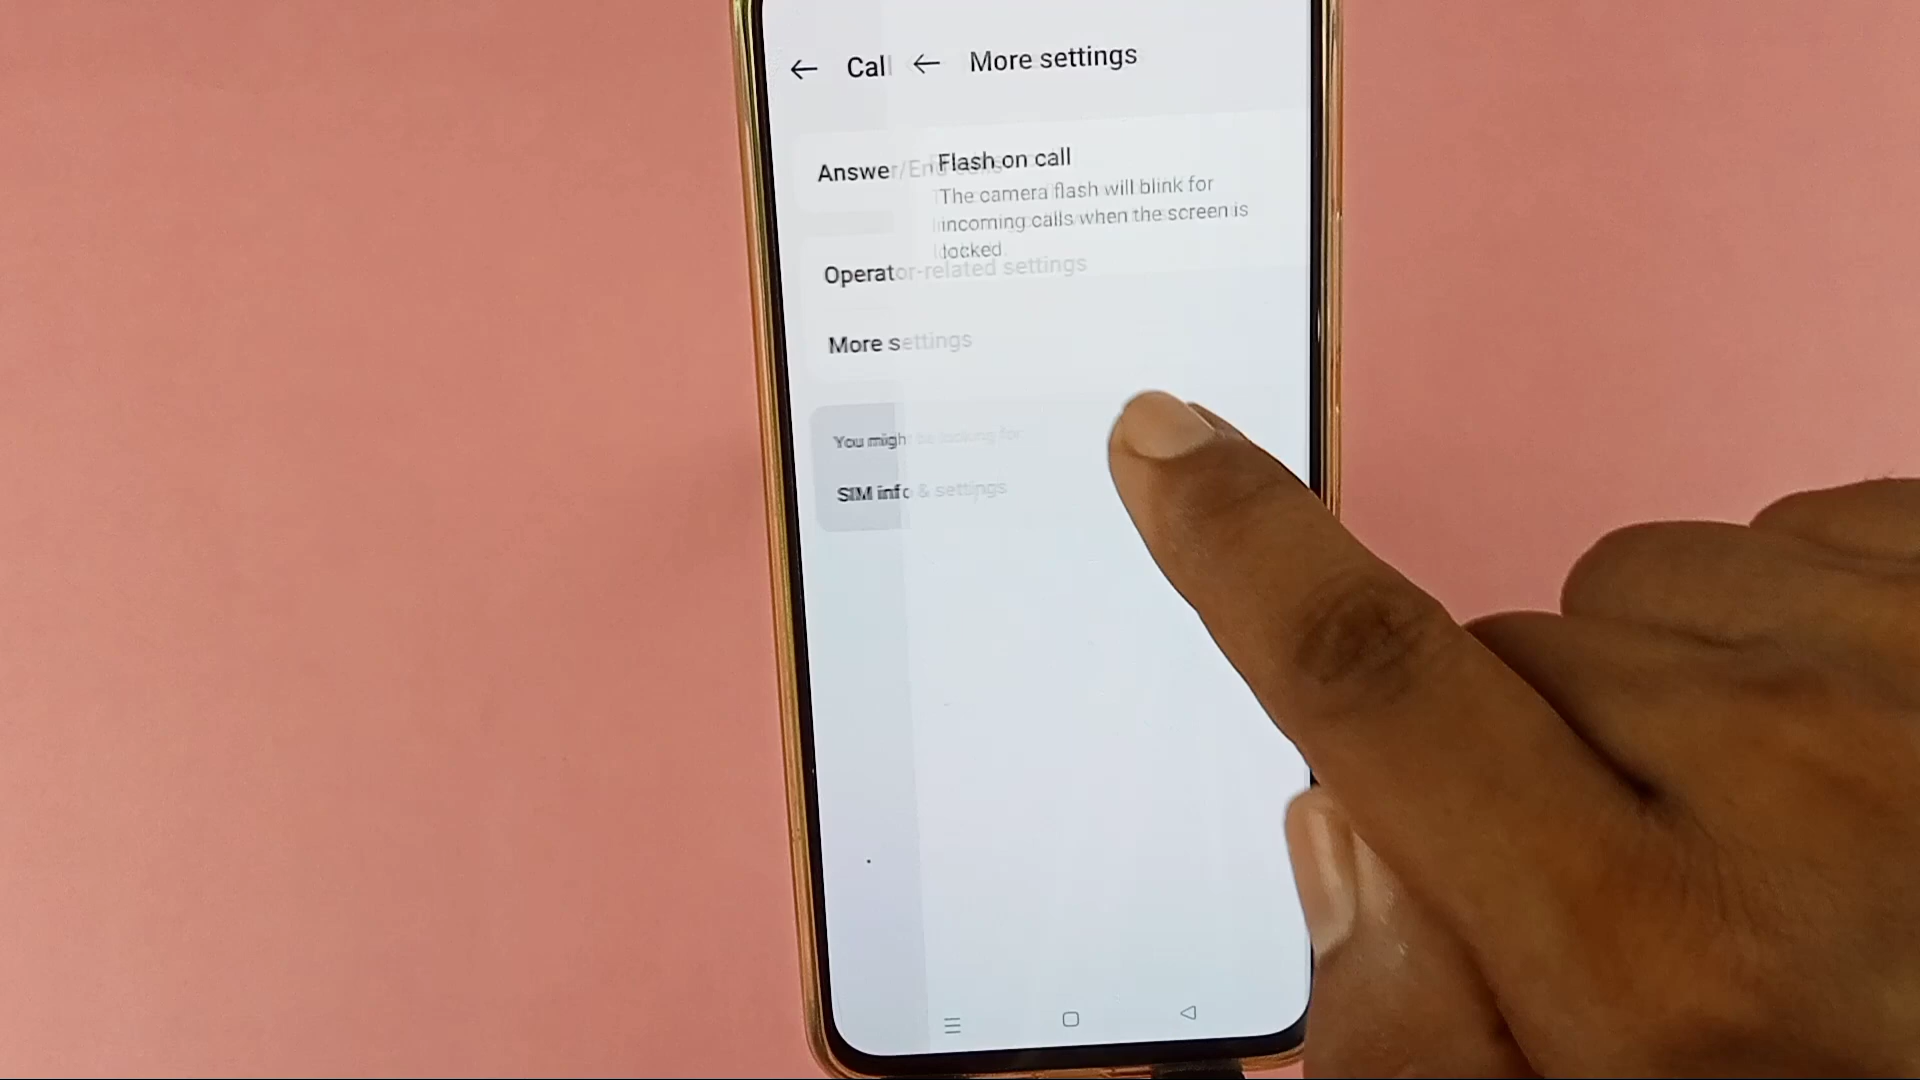 Call
More settings
Answer/End calls
Flash on call
The camera flash will blink for
incoming calls when the screen is
locked.
Operator-related settings
More settings
You might be looking for
SIM info & settings